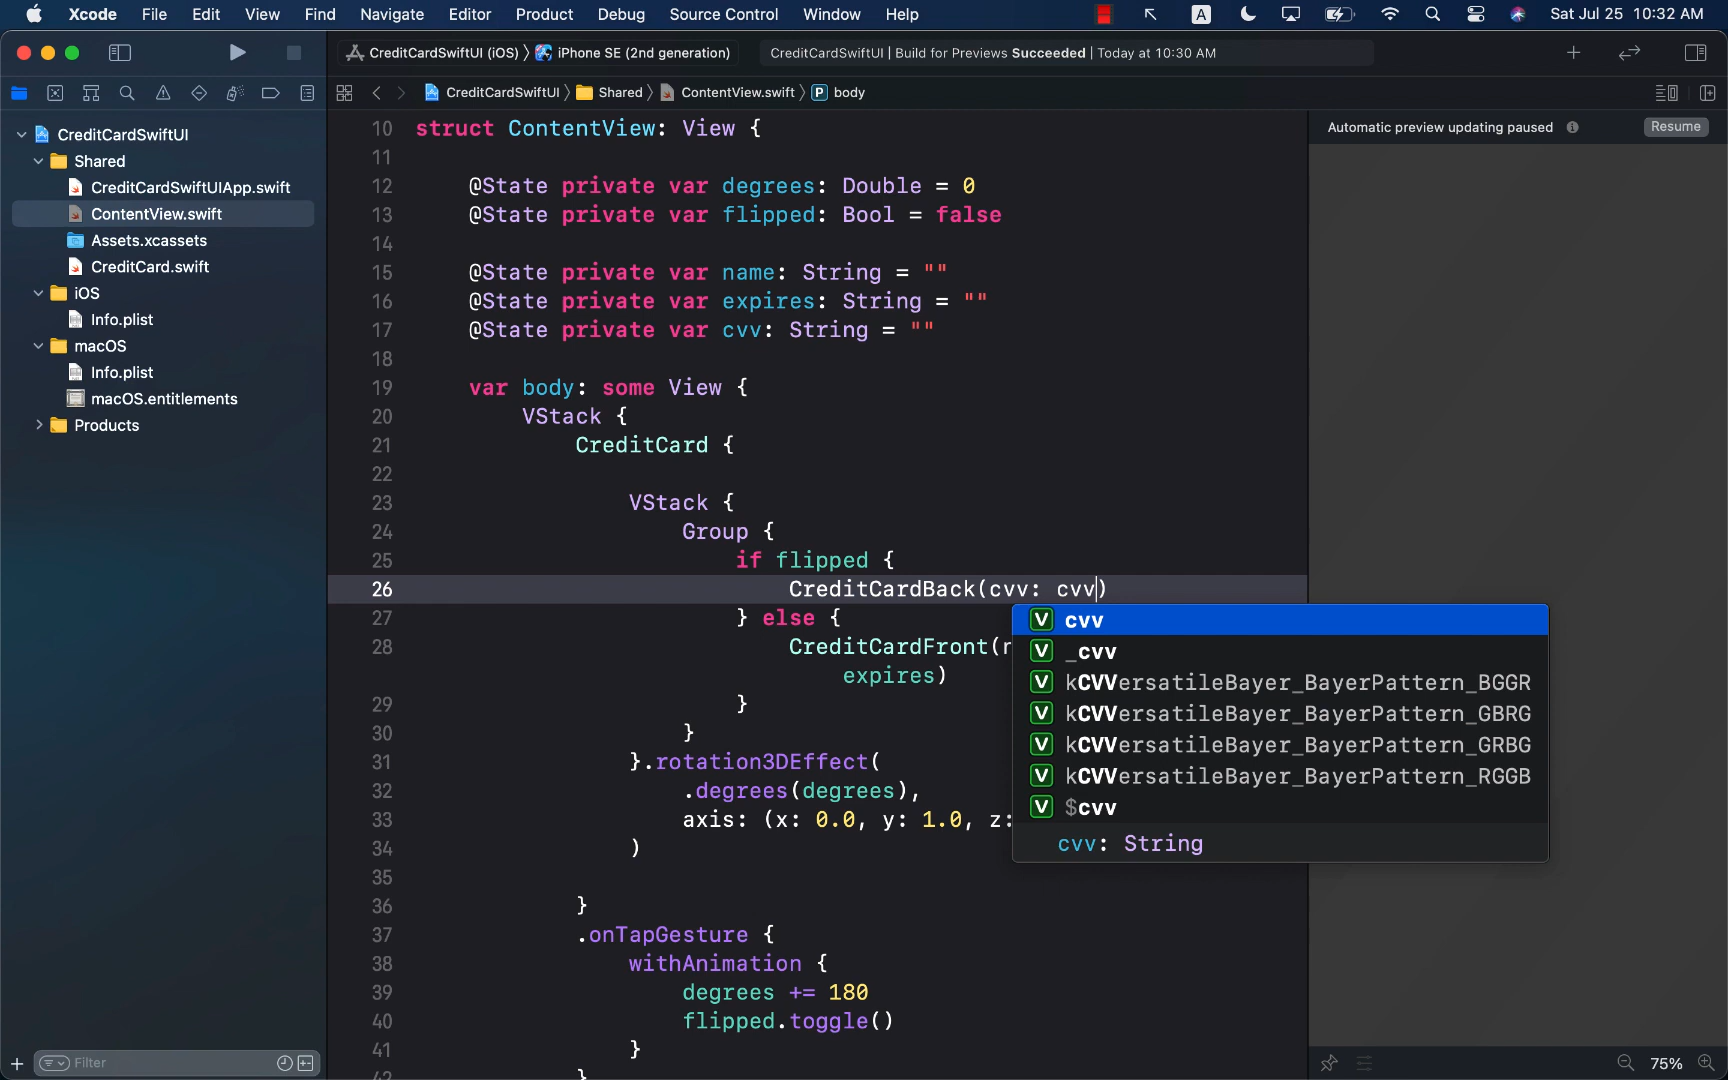 Xcode File Edit View Find Navigate Editor Product Debug Source Control Window Help A Sat Jul 25 10:32 AM
CreditCardSwiftUI (iOS) 〉 iPhone SE (2nd generation) CreditCardSwiftUI | Build for Previews Succeeded | Today at 10:30 AM
CreditCardSwiftUI 〉 Shared 〉 ContentView.swift 〉 P body
Automatic preview updating paused Resume
CreditCardSwiftUI
Shared
CreditCardSwiftUIApp.swift
ContentView.swift
Assets.xcassets
CreditCard.swift
iOS
Info.plist
macOS
Info.plist
macOS.entitlements
Products
10 struct ContentView: View {
11
12 @State private var degrees: Double = 0
13 @State private var flipped: Bool = false
14
15 @State private var name: String = ""
16 @State private var expires: String = ""
17 @State private var cvv: String = ""
18
19 var body: some View {
20 VStack {
21 CreditCard {
22
23 VStack {
24 Group {
25 if flipped {
26 CreditCardBack(cvv: cvv)
27 } else {
28 CreditCardFront(
expires)
29 }
30 }
31 }.rotation3DEffect(
32 .degrees(degrees),
33 axis: (x: 0.0, y: 1.0, z:
34 )
35
36 }
37 .onTapGesture {
38 withAnimation {
39 degrees += 180
40 flipped.toggle()
41 }
42 }
V cvv
V _cvv
V kCVVersatileBayer_BayerPattern_BGGR
V kCVVersatileBayer_BayerPattern_GBRG
V kCVVersatileBayer_BayerPattern_GRBG
V kCVVersatileBayer_BayerPattern_RGGB
V $cvv
cvv: String
Filter
75%